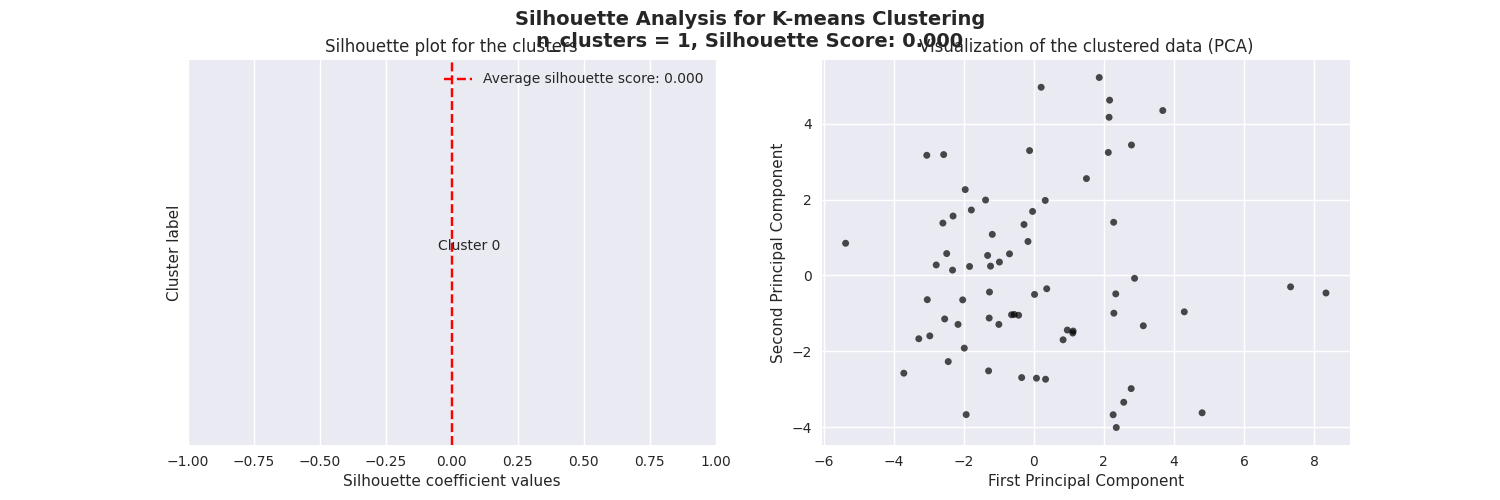 Silhouette Analysis for K-means Clustering
n_clusters = 1, Silhouette Score: 0.000
Silhouette plot for the clusters
Average silhouette score: 0.000
Cluster label
Cluster 0
−1.00 −0.75 −0.50 −0.25 0.00 0.25 0.50 0.75 1.00
Silhouette coefficient values
Visualization of the clustered data (PCA)
Second Principal Component
4
2
0
−2
−4
−6 −4 −2 0 2 4 6 8
First Principal Component